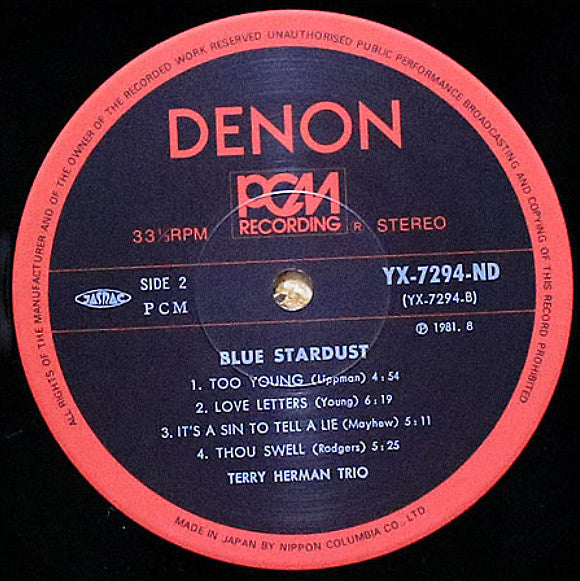 ALL RIGHTS OF THE MANUFACTURER AND OF THE OWNER OF THE RECORDED WORK RESERVED UNAUTHORISED PUBLIC PERFORMANCE BROADCASTING AND COPYING OF THIS RECORD PROHIBITED
DENON
PCM
RECORDING
33⅓RPM
R STEREO
JASRAC
SIDE 2
PCM
YX-7294-ND
(YX-7294-B)
Ⓟ 1981. 8
BLUE STARDUST
1. TOO YOUNG (Lippman) 4:54
2. LOVE LETTERS (Young) 6:19
3. IT'S A SIN TO TELL A LIE (Mayhew) 5:11
4. THOU SWELL (Rodgers) 5:25
TERRY HERMAN TRIO
MADE IN JAPAN BY NIPPON COLUMBIA CO., LTD